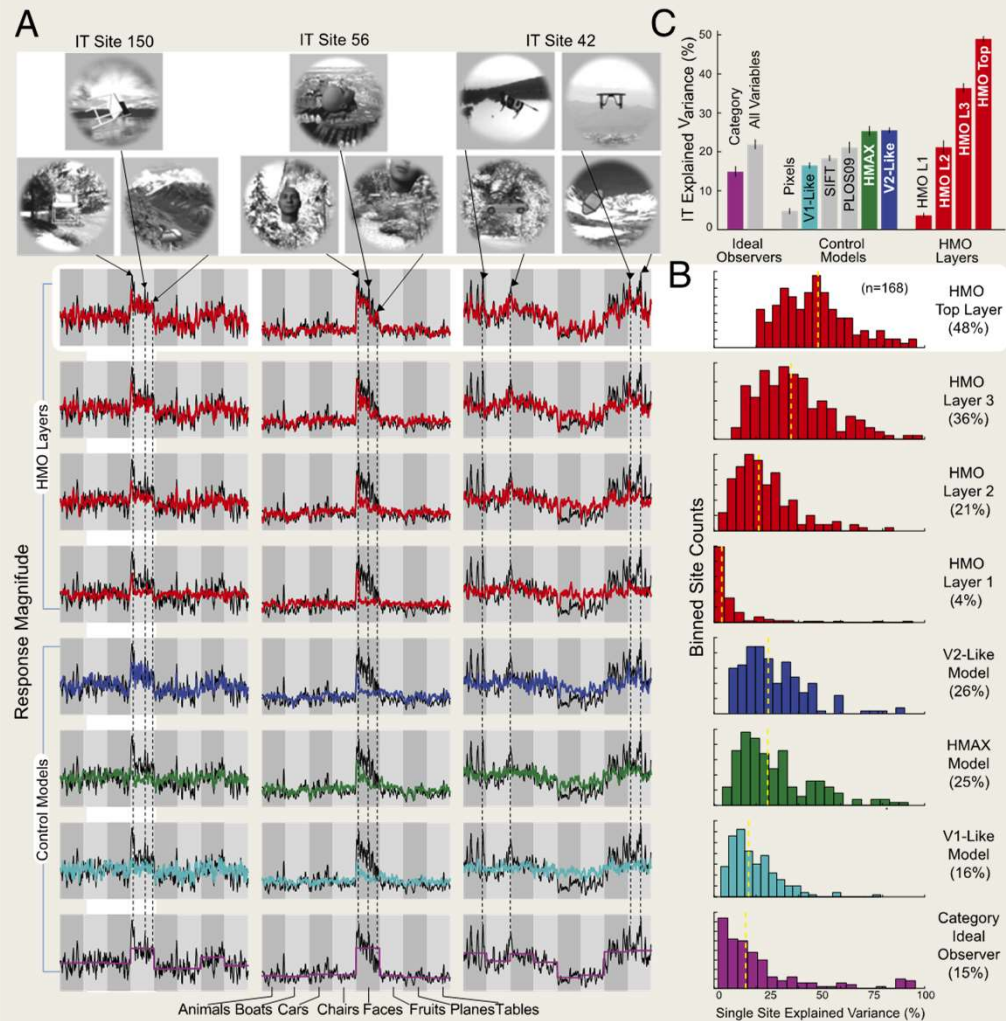 A
IT Site 150
IT Site 56
IT Site 42
C
IT Explained Variance (%)
50
40
30
20
10
0
Category
All Variables
Pixels
V1-Like
SIFT
PLOS09
HMAX
V2-Like
HMO L1
HMO L2
HMO L3
HMO Top
Ideal
Observers
Control
Models
HMO
Layers
B
(n=168)
HMO
Top Layer
(48%)
HMO
Layer 3
(36%)
HMO
Layer 2
(21%)
HMO
Layer 1
(4%)
V2-Like
Model
(26%)
HMAX
Model
(25%)
V1-Like
Model
(16%)
Category
Ideal
Observer
(15%)
Response Magnitude
HMO Layers
Control Models
Binned Site Counts
Animals Boats Cars Chairs Faces Fruits Planes Tables
0 25 50 75 100
Single Site Explained Variance (%)